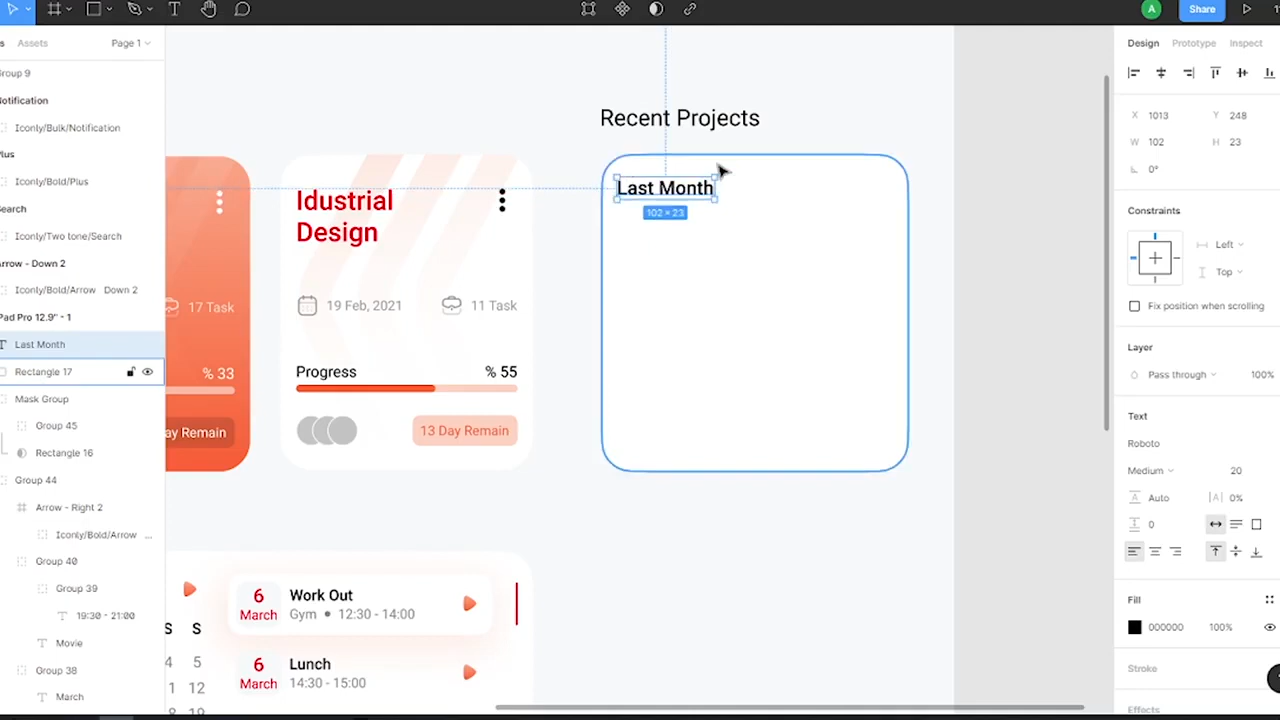 Share
Assets
Page 1
Group 9
Notification
Iconly/Bulk/Notification
Plus
Iconly/Bold/Plus
Search
Iconly/Two tone/Search
Arrow - Down 2
Iconly/Bold/Arrow Down 2
Pad Pro 12.9" - 1
Last Month
Rectangle 17
Mask Group
Group 45
Rectangle 16
Group 44
Arrow - Right 2
Iconly/Bold/Arrow ...
Group 40
Group 39
19:30 - 21:00
Movie
Group 38
March
17 Task
% 33
ay Remain
Idustrial
Design
19 Feb, 2021
11 Task
Progress
% 55
13 Day Remain
Recent Projects
Last Month
102 × 23
S S
4 5
1 12
8 19
6
March
Work Out
Gym • 12:30 - 14:00
6
March
Lunch
14:30 - 15:00
A
Design Prototype Inspect
X 1013 Y 248
W 102 H 23
0°
Constraints
Left
Top
Fix position when scrolling
Layer
Pass through 100%
Text
Roboto
Medium 20
Auto |A| 0%
0
Fill
000000 100%
Stroke
Effects